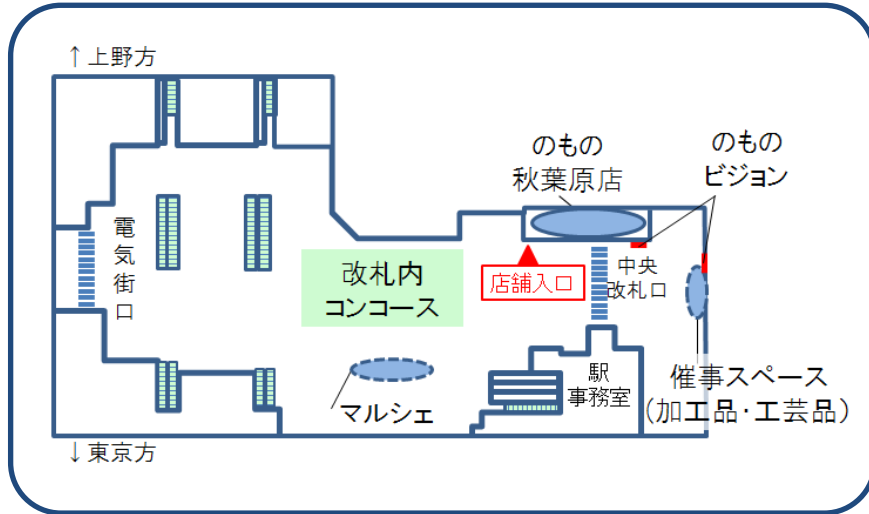 ↑上野方
のもの
秋葉原店
のもの
ビジョン
電
気
街
口
改札内
コンコース
店舗入口
中央
改札口
マルシェ
駅
事務室
催事スペース
(加工品・工芸品)
↓東京方